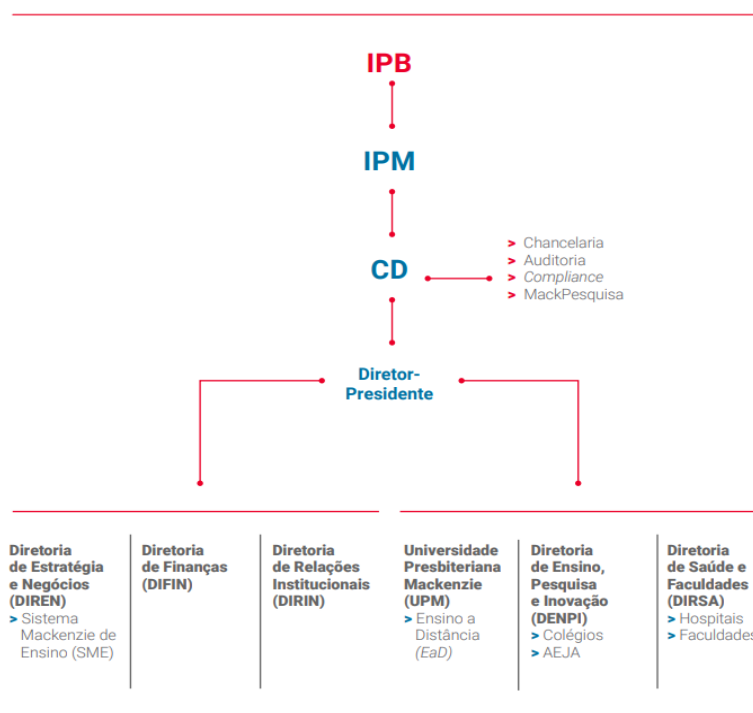 IPB
IPM
CD
> Chancelaria
> Auditoria
> Compliance
> MackPesquisa
Diretor-
Presidente
Diretoria
de Estratégia
e Negócios
(DIREN)
> Sistema
Mackenzie de
Ensino (SME)
Diretoria
de Finanças
(DIFIN)
Diretoria
de Relações
Institucionais
(DIRIN)
Universidade
Presbiteriana
Mackenzie
(UPM)
> Ensino a
Distância
(EaD)
Diretoria
de Ensino,
Pesquisa
e Inovação
(DENPI)
> Colégios
> AEJA
Diretoria
de Saúde e
Faculdades
(DIRSA)
> Hospitais
> Faculdades